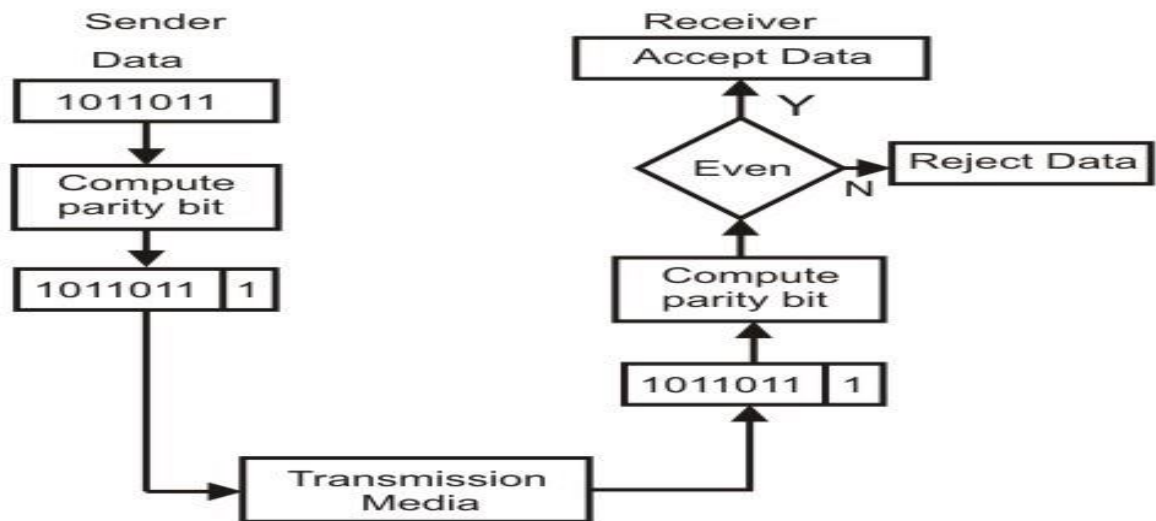 Sender
Data
1011011
Compute
parity bit
1011011 1
Transmission
Media
Receiver
Accept Data
Y
Even
N
Reject Data
Compute
parity bit
1011011 1